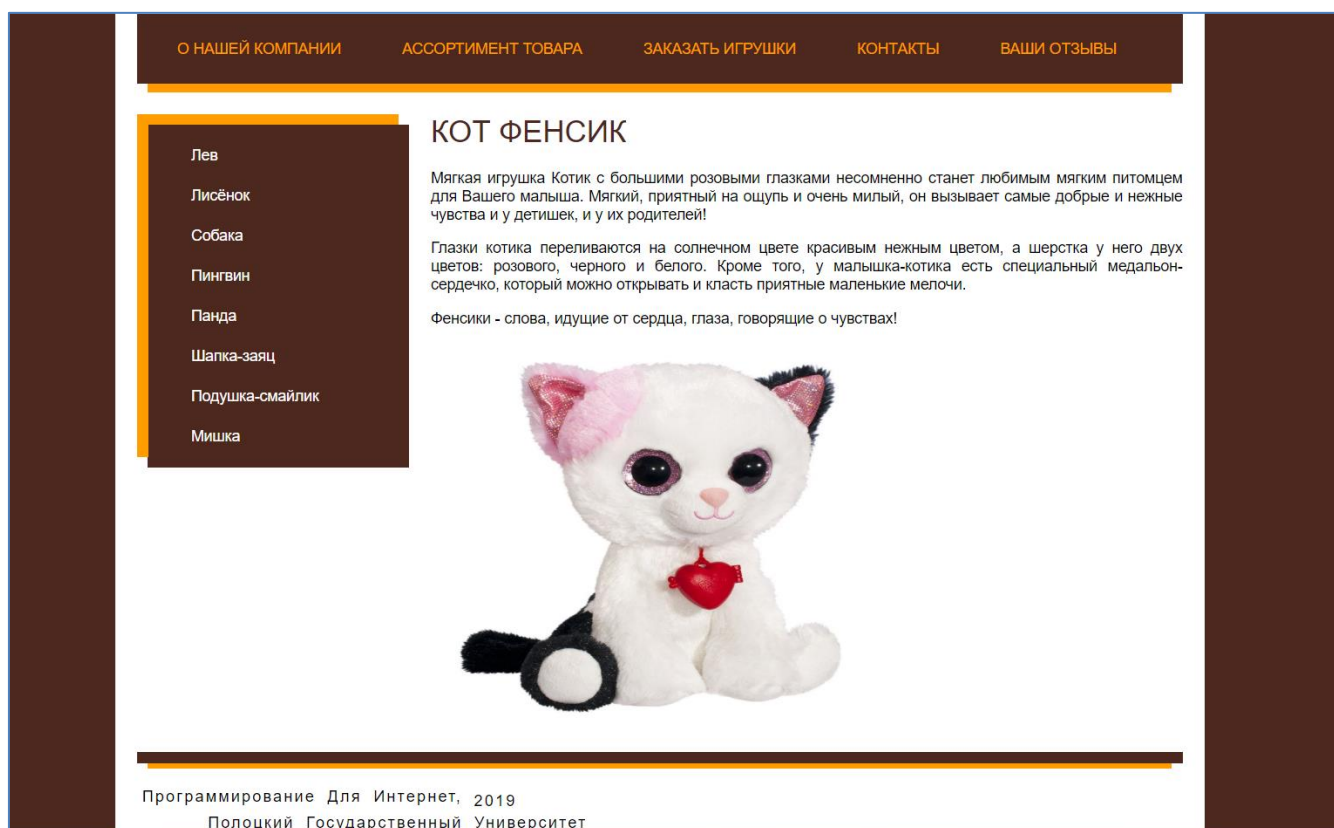 О НАШЕЙ КОМПАНИИ АССОРТИМЕНТ ТОВАРА ЗАКАЗАТЬ ИГРУШКИ КОНТАКТЫ ВАШИ ОТЗЫВЫ
Лев
Лисёнок
Собака
Пингвин
Панда
Шапка-заяц
Подушка-смайлик
Мишка
КОТ ФЕНСИК
Мягкая игрушка Котик с большими розовыми глазками несомненно станет любимым мягким питомцем
для Вашего малыша. Мягкий, приятный на ощупь и очень милый, он вызывает самые добрые и нежные
чувства и у детишек, и у их родителей!
Глазки котика переливаются на солнечном цвете красивым нежным цветом, а шерстка у него двух
цветов: розового, черного и белого. Кроме того, у малышка-котика есть специальный медальон-
сердечко, который можно открывать и класть приятные маленькие мелочи.
Фенсики - слова, идущие от сердца, глаза, говорящие о чувствах!
Программирование Для Интернет, 2019
Полоцкий Государственный Университет